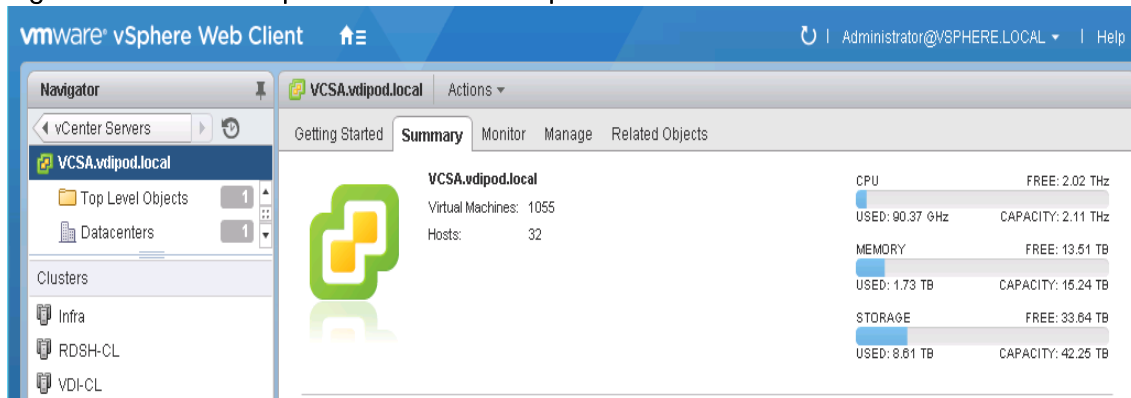 vmware® vSphere Web Client
Administrator@VSPHERE.LOCAL
Help
Navigator
vCenter Servers
VCSA.vdipod.local
Top Level Objects 1
Datacenters 1
Clusters
Infra
RDSH-CL
VDI-CL
VCSA.vdipod.local Actions
Getting Started Summary Monitor Manage Related Objects
VCSA.vdipod.local
Virtual Machines: 1055
Hosts: 32
CPU FREE: 2.02 THz
USED: 90.37 GHz CAPACITY: 2.11 THz
MEMORY FREE: 13.51 TB
USED: 1.73 TB CAPACITY: 15.24 TB
STORAGE FREE: 33.64 TB
USED: 8.61 TB CAPACITY: 42.25 TB